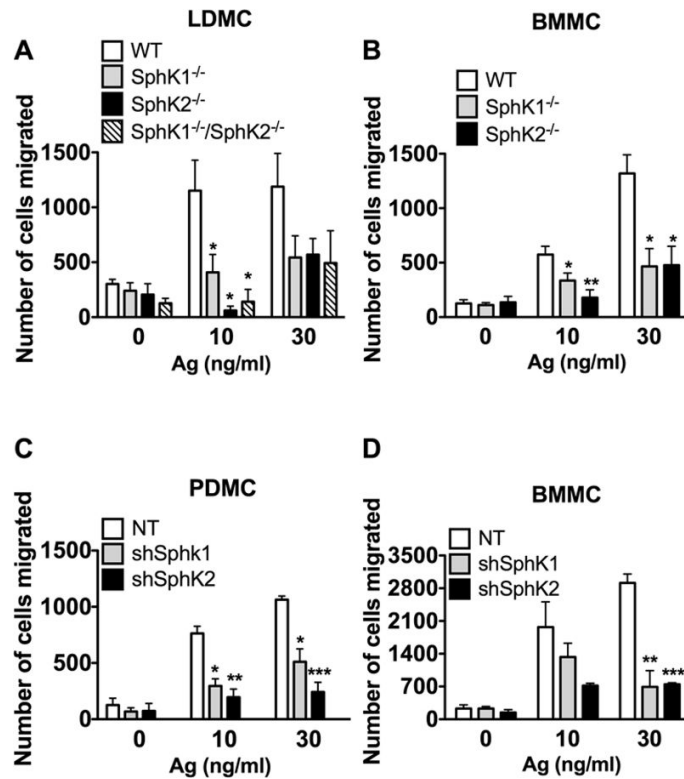 LDMC
A
WT
SphK1-/-
SphK2-/-
SphK1-/-/SphK2-/-
Number of cells migrated
1500
1000
500
0
*
*
*
0
10
30
Ag (ng/ml)
BMMC
B
WT
SphK1-/-
SphK2-/-
Number of cells migrated
1500
1000
500
0
*
**
*
*
0
10
30
Ag (ng/ml)
C
PDMC
NT
shSphk1
shSphK2
Number of cells migrated
1500
1000
500
0
*
**
*
***
0
10
30
Ag (ng/ml)
D
BMMC
NT
shSphK1
shSphK2
Number of cells migrated
3500
2800
2100
1400
700
0
**
***
0
10
30
Ag (ng/ml)